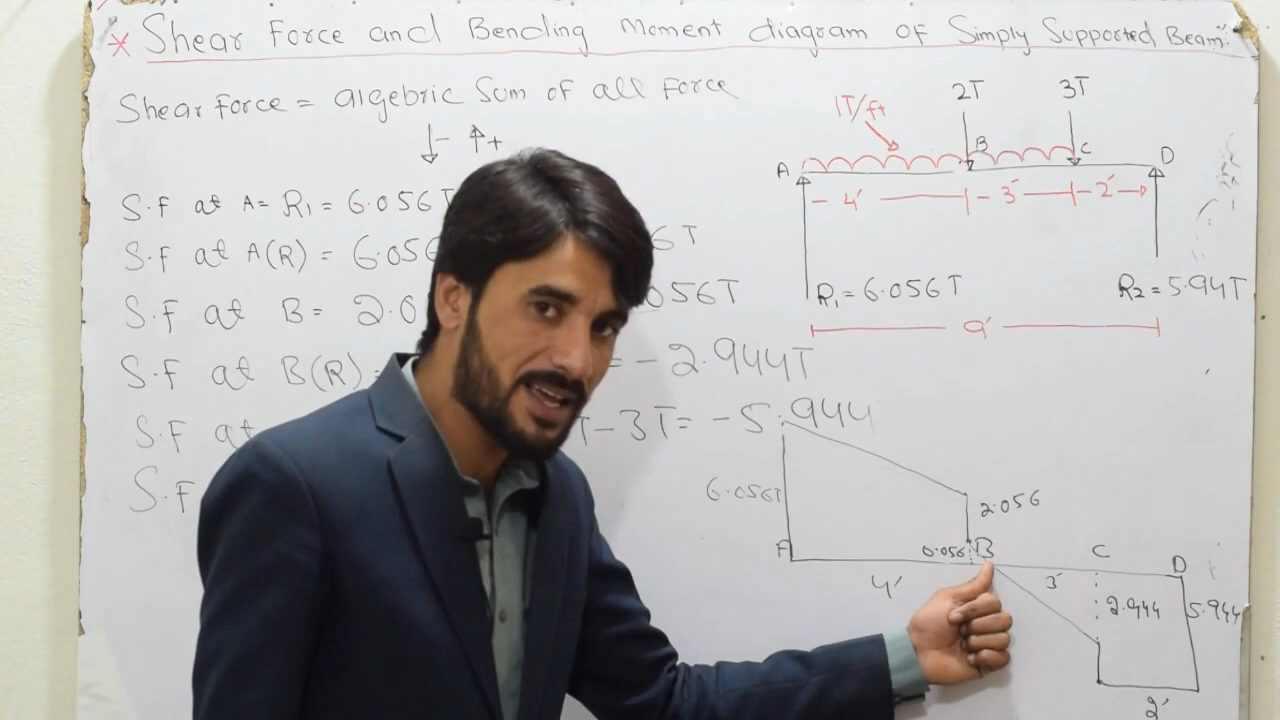 * Shear Force and Bending Moment diagram of Simply Supported Beam:
Shear Force = algebric Sum of all force
↓- ↑+
S.f at A = R1 = 6.056T
S.f at A(R) = 6.056 6T
S.f at B = 2.0 056T
S.f at B(R) = = -2.944T
S.f at T-3T = -5.944
S.f
2T 3T
1T/ft
A B C D
4' 3' 2'
R1 = 6.056T R2 = 5.94T
9'
6.056T 2.056
A 0.056 B C D
4' 3' 2.944 5.944
2'